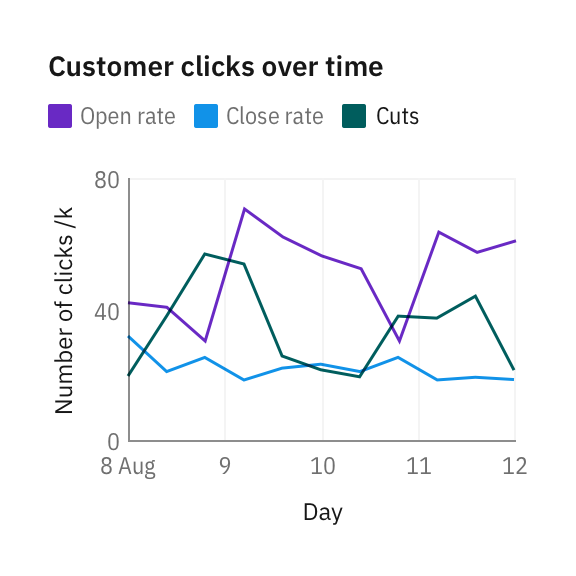 Customer clicks over time
Open rate Close rate Cuts
Number of clicks /k
80
40
0
8 Aug 9 10 11 12
Day